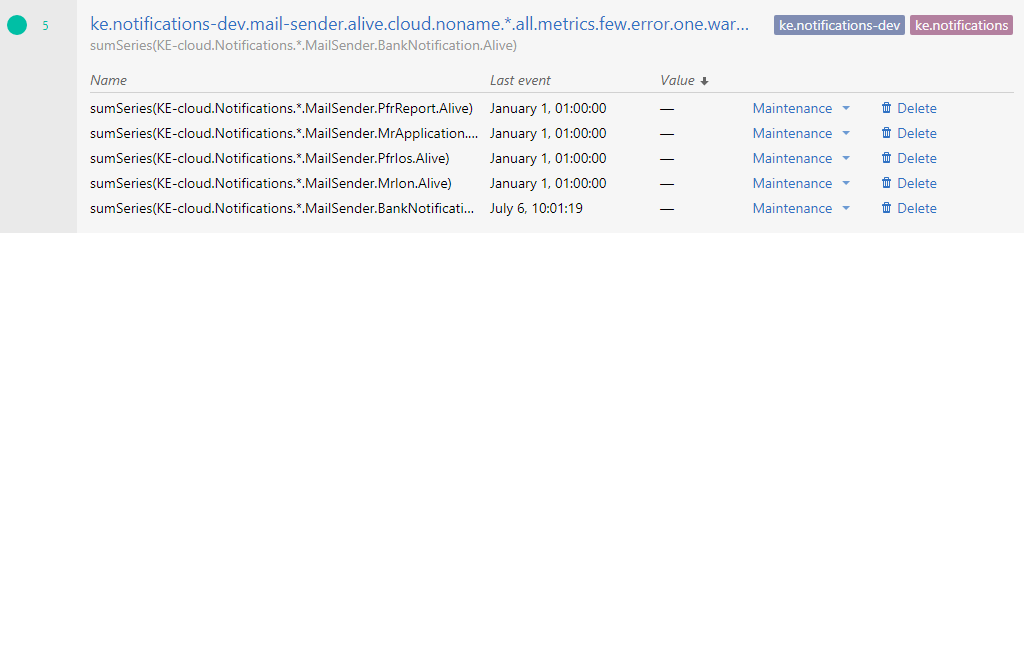 5 ke.notifications-dev.mail-sender.alive.cloud.noname.*.all.metrics.few.error.one.war... ke.notifications-dev ke.notifications
sumSeries(KE-cloud.Notifications.*.MailSender.BankNotification.Alive)
Name Last event Value
sumSeries(KE-cloud.Notifications.*.MailSender.PfrReport.Alive) January 1, 01:00:00 — Maintenance Delete
sumSeries(KE-cloud.Notifications.*.MailSender.MrApplication.... January 1, 01:00:00 — Maintenance Delete
sumSeries(KE-cloud.Notifications.*.MailSender.PfrIos.Alive) January 1, 01:00:00 — Maintenance Delete
sumSeries(KE-cloud.Notifications.*.MailSender.MrIon.Alive) January 1, 01:00:00 — Maintenance Delete
sumSeries(KE-cloud.Notifications.*.MailSender.BankNotificati... July 6, 10:01:19 — Maintenance Delete